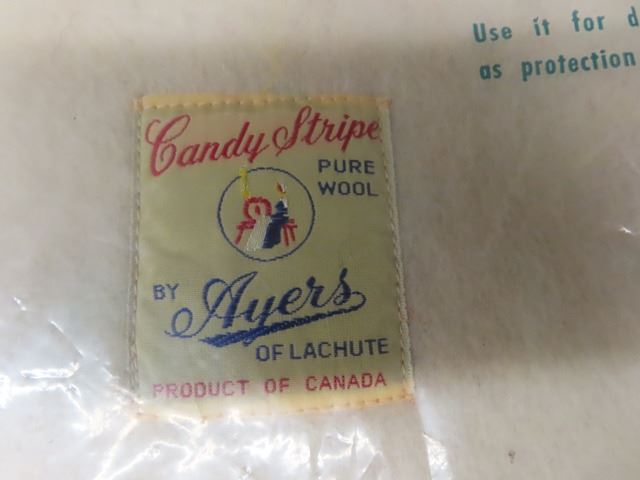 Use it for d
as protection
Candy Stripe
PURE
WOOL
BY Ayers
OF LACHUTE
PRODUCT OF CANADA